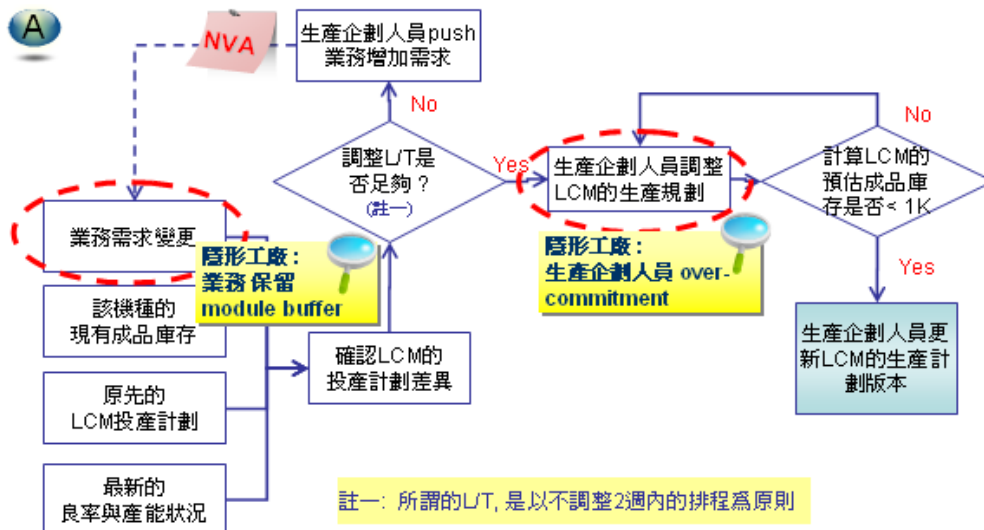 A
NVA
生產企劃人員push
業務增加需求
No
調整L/T是
否足夠？
(註一)
Yes
生產企劃人員調整
LCM的生產規劃
No
計算LCM的
預估成品庫
存是否< 1K
Yes
業務需求變更
隱形工廠：
業務 保留
module buffer
隱形工廠：
生產企劃人員 over-
commitment
該機種的
現有成品庫存
確認LCM的
投產計劃差異
生產企劃人員更
新LCM的生產計
劃版本
原先的
LCM投產計劃
最新的
良率與產能狀況
註一: 所謂的L/T, 是以不調整2週內的排程爲原則